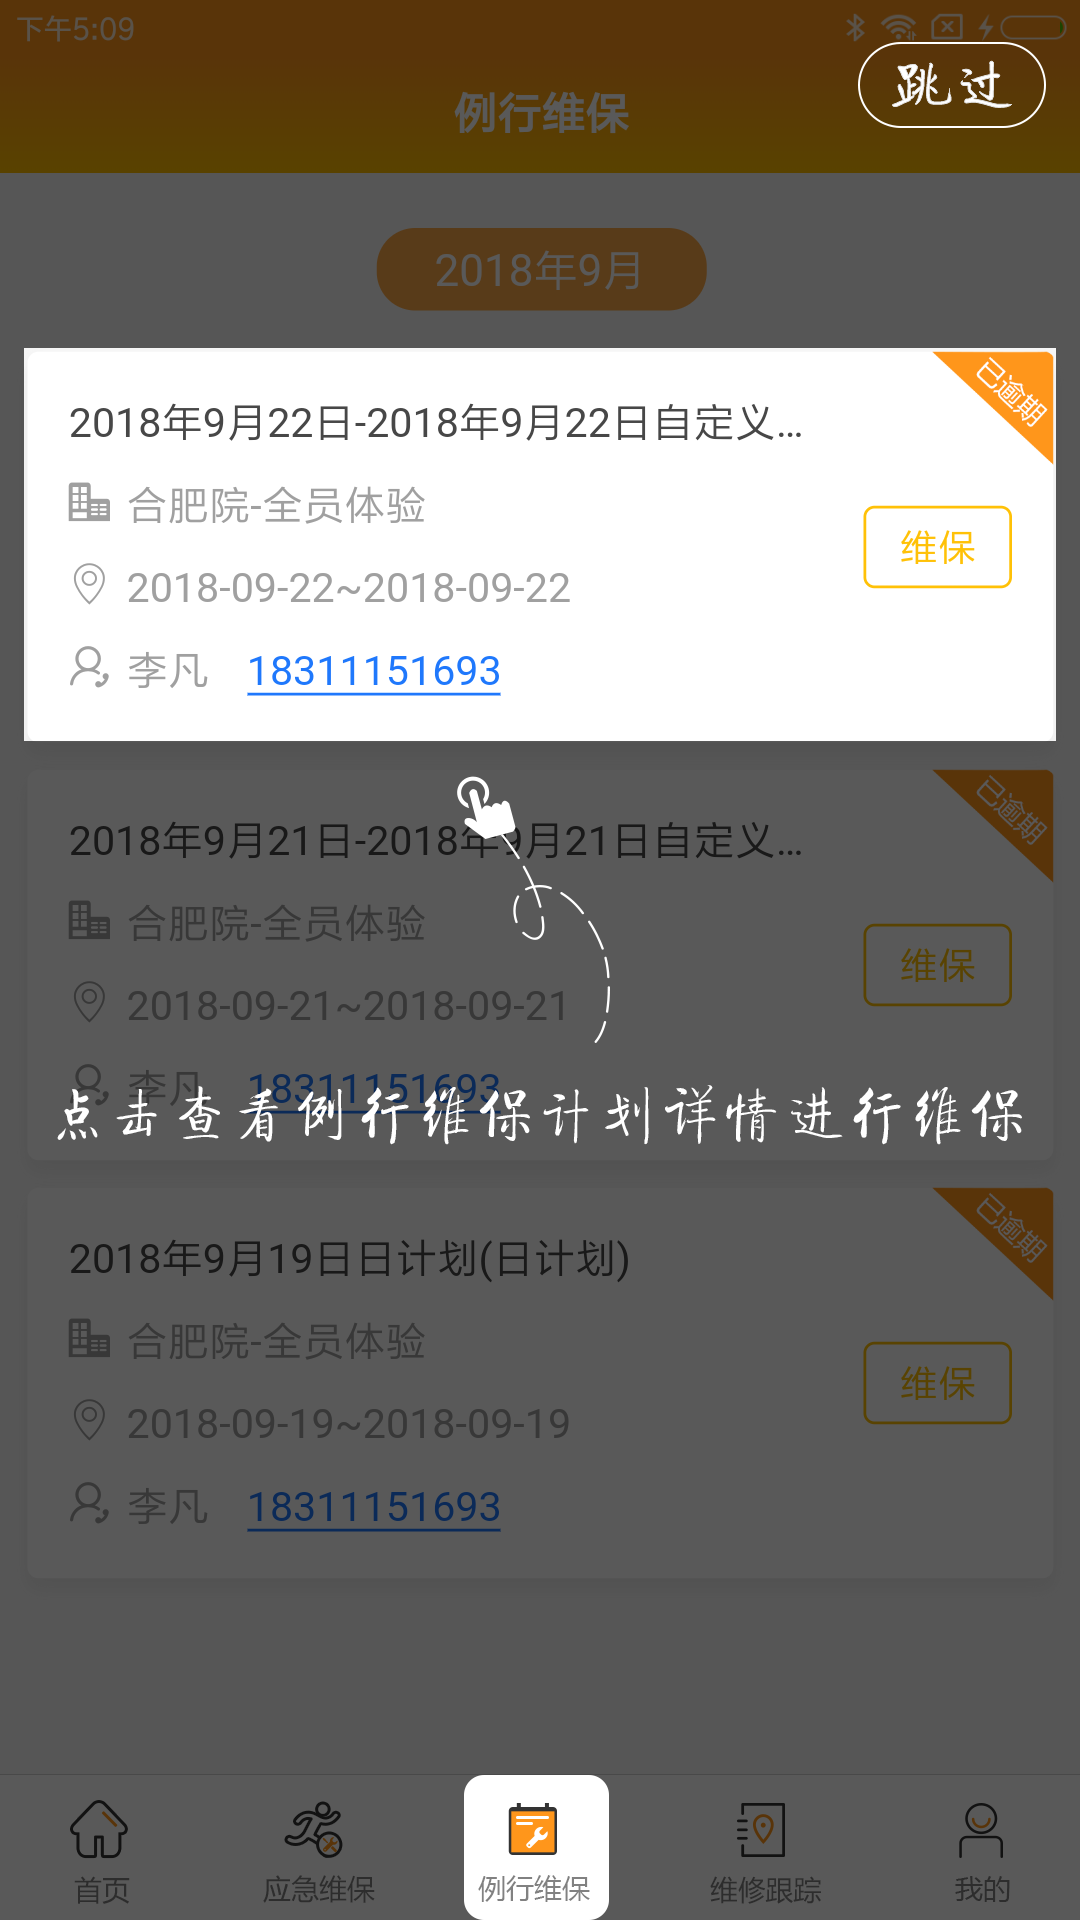 下午5:09
跳过
例行维保
2018年9月
已逾期
2018年9月22日-2018年9月22日自定义...
合肥院-全员体验
维保
2018-09-22~2018-09-22
李凡 18311151693
已逾期
2018年9月21日-2018年9月21日自定义...
合肥院-全员体验
维保
2018-09-21~2018-09-21
李凡 18311151693
点击查看例行维保计划详情进行维保
已逾期
2018年9月19日日计划(日计划)
合肥院-全员体验
维保
2018-09-19~2018-09-19
李凡 18311151693
首页 应急维保 例行维保 维修跟踪 我的